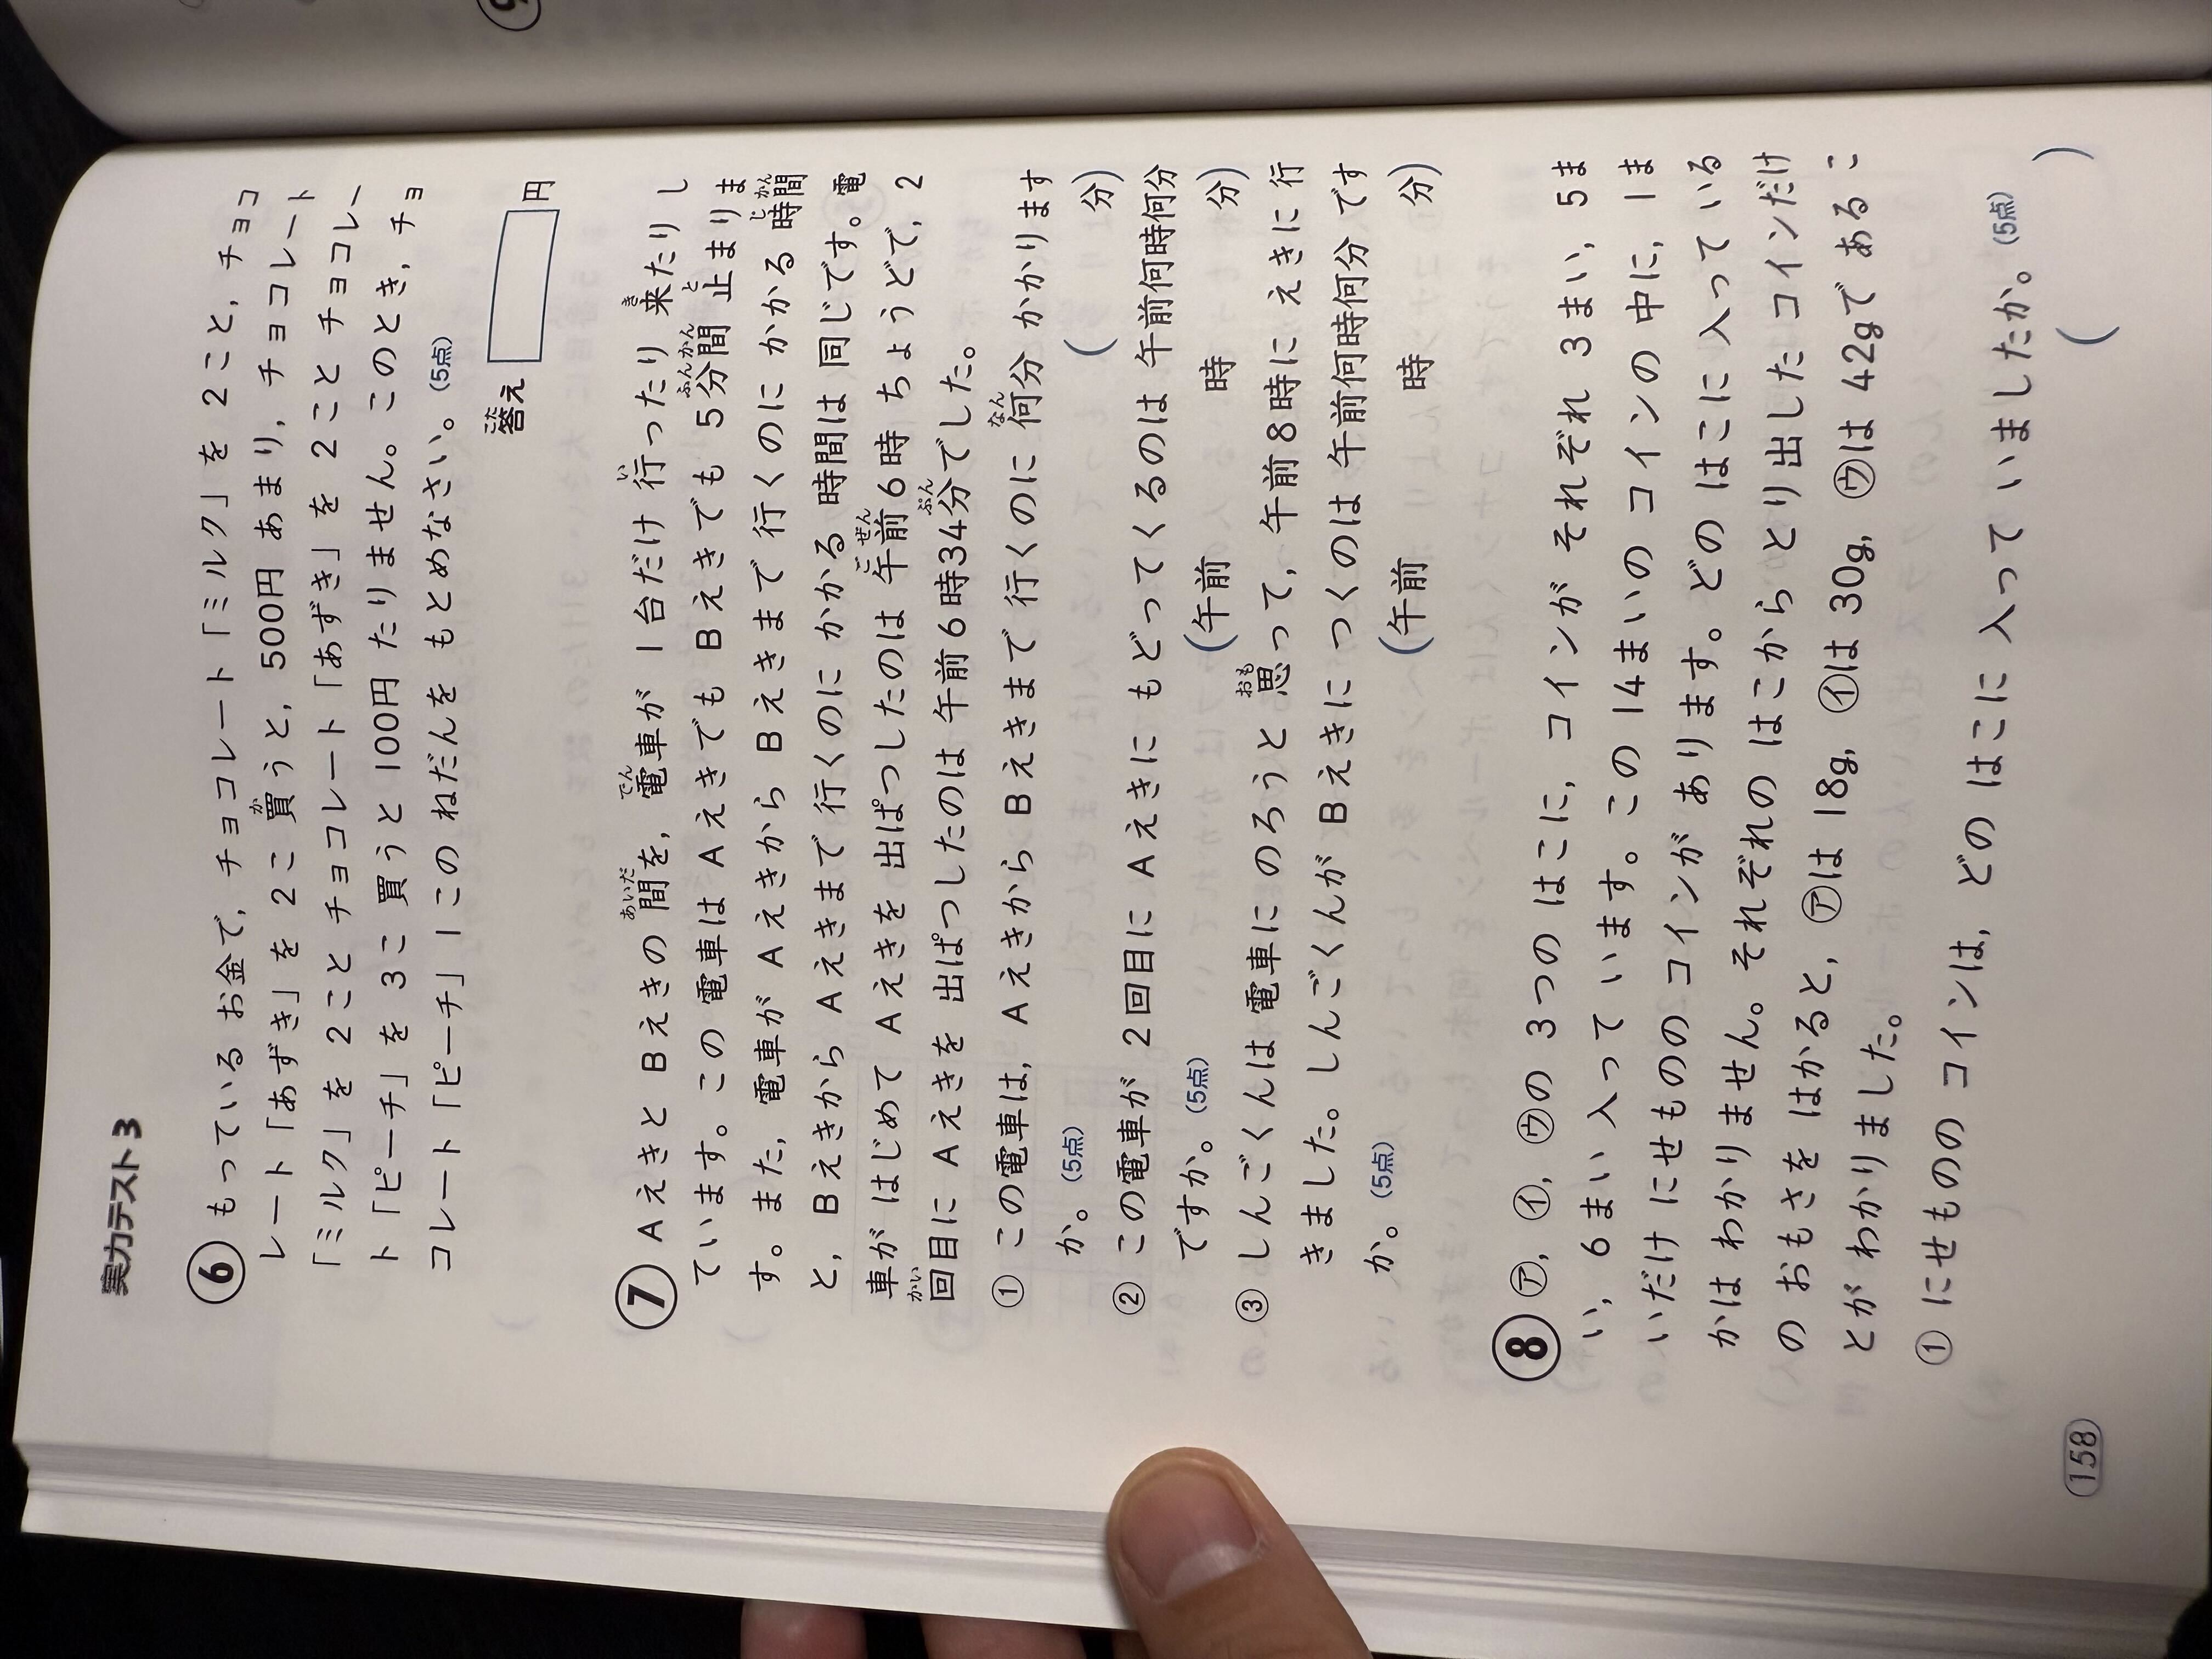 実力テスト3
6 もっている お金で, チョコレート「ミルク」を 2こと, チョコ
レート「あずき」を 2こ 買うと, 500円 あまり, チョコレート
「ミルク」を 2こと チョコレート「あずき」を 2こと チョコレー
ト「ピーチ」を 3こ 買うと 100円 たりません。このとき, チョ
コレート「ピーチ」1この ねだんを もとめなさい。(5点)
答え 円
7 Aえきと Bえきの 間を, 電車が 1台だけ 行ったり 来たり し
ています。この 電車は Aえきでも Bえきでも 5分間 止まりま
す。また, 電車が Aえきから Bえきまで 行くのに かかる 時間
と, Bえきから Aえきまで 行くのに かかる 時間は 同じです。電
車が はじめて Aえきを 出ぱつしたのは 午前6時 ちょうどで, 2
回目に Aえきを 出ぱつしたのは 午前6時34分でした。
① この電車は, Aえきから Bえきまで 行くのに 何分 かかります
か。(5点) ( 分)
② この電車が 2回目に Aえきに もどってくるのは 午前何時何分
ですか。(5点) (午前 時 分)
③ しんごくんは 電車にのろうと 思って, 午前8時に えきに 行
きました。しんごくんが Bえきに つくのは 午前何時何分 です
か。(5点) (午前 時 分)
8 ㋐, ㋑, ㋒の 3つの はこに, コインが それぞれ 3まい, 5ま
い, 6まい 入って います。この 14まいの コインの 中に, 1ま
いだけ にせものの コインが あります。どの はこに 入って いる
かは わかりません。それぞれの はこから とり出した コインだけ
の おもさを はかると, ㋐は 18g, ㋑は 30g, ㋒は 42gで あるこ
とが わかりました。
① にせものの コインは, どの はこに 入って いましたか。(5点)
( )
158